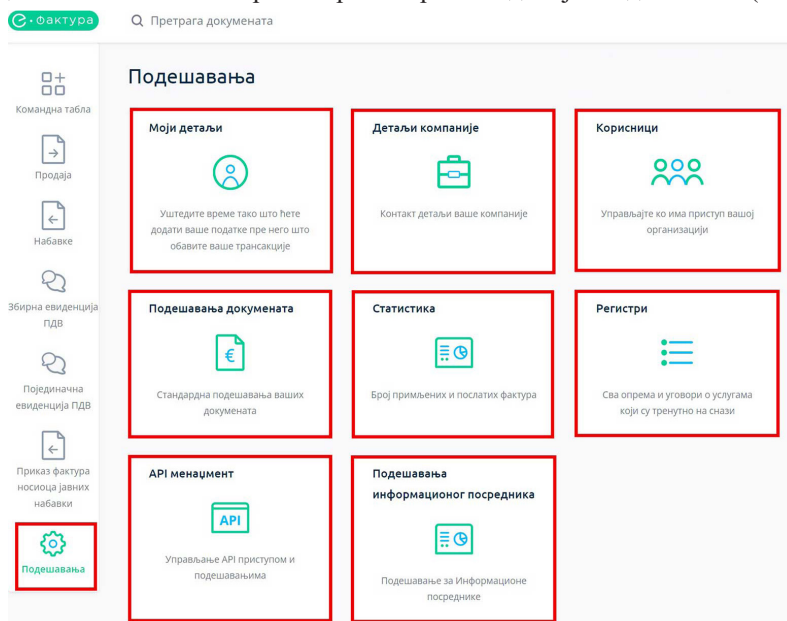 е·Фактура
Претрага документа
Командна табла
Продаја
Набавке
Збирна евиденција
ПДВ
Појединачна
евиденција ПДВ
Приказ фактура
носиоца јавних
набавки
Подешавања
Подешавања
Моји детаљи
Уштедите време тако што ћете
додати ваше податке пре него што
обавите ваше трансакције
Детаљи компаније
Контакт детаљи ваше компаније
Корисници
Управљајте ко има приступ вашој
организацији
Подешавања докумената
€
Стандардна подешавања ваших
докумената
Статистика
Број примљених и послатих фактура
Регистри
Сва опрема и уговори о услугама
који су тренутно на снази
API менаџмент
API
Управљање API приступом и
подешавањима
Подешавања
информационог посредника
Подешавање за Информационе
посреднике